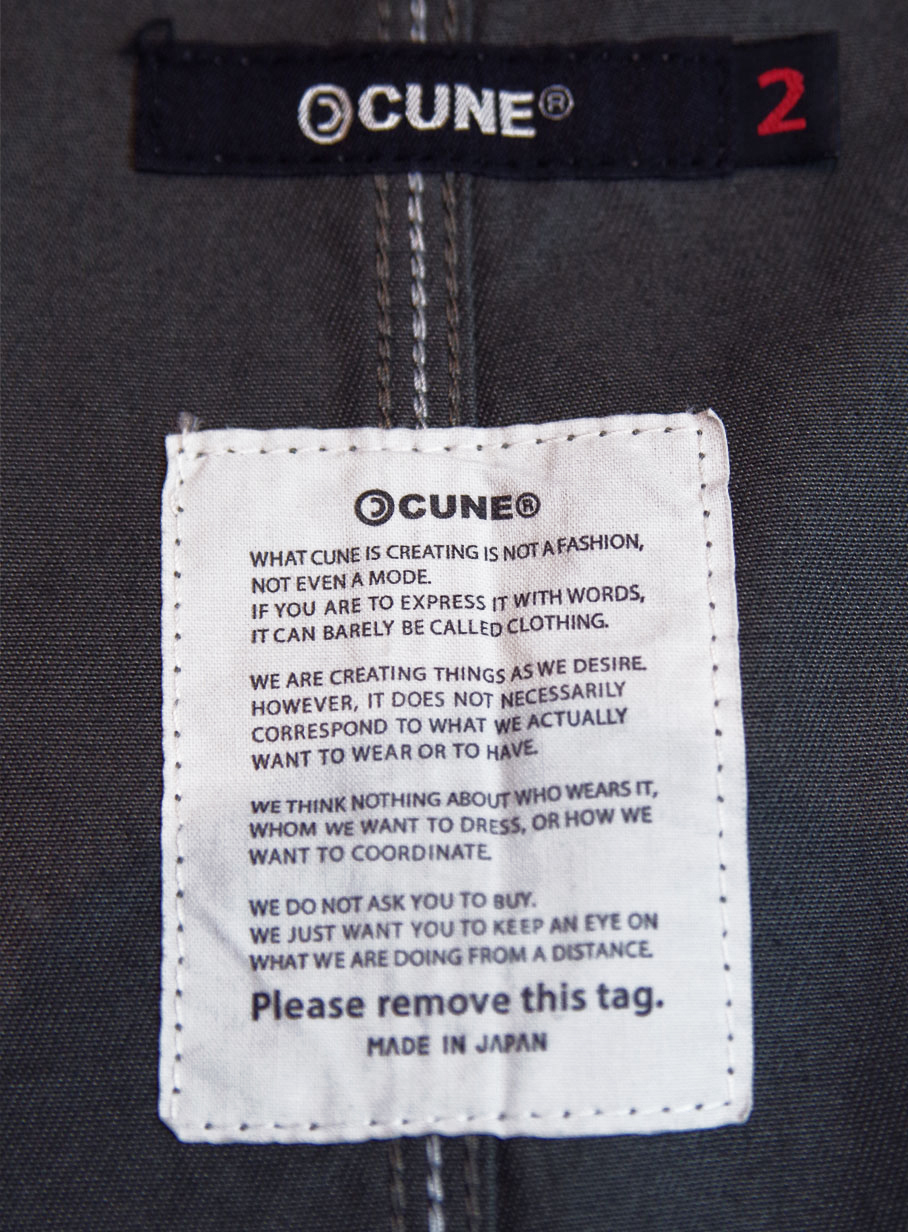 CUNE® 2
CUNE®
WHAT CUNE IS CREATING IS NOT A FASHION,
NOT EVEN A MODE.
IF YOU ARE TO EXPRESS IT WITH WORDS,
IT CAN BARELY BE CALLED CLOTHING.
WE ARE CREATING THINGS AS WE DESIRE.
HOWEVER, IT DOES NOT NECESSARILY
CORRESPOND TO WHAT WE ACTUALLY
WANT TO WEAR OR TO HAVE.
WE THINK NOTHING ABOUT WHO WEARS IT,
WHOM WE WANT TO DRESS, OR HOW WE
WANT TO COORDINATE.
WE DO NOT ASK YOU TO BUY.
WE JUST WANT YOU TO KEEP AN EYE ON
WHAT WE ARE DOING FROM A DISTANCE.
Please remove this tag.
MADE IN JAPAN